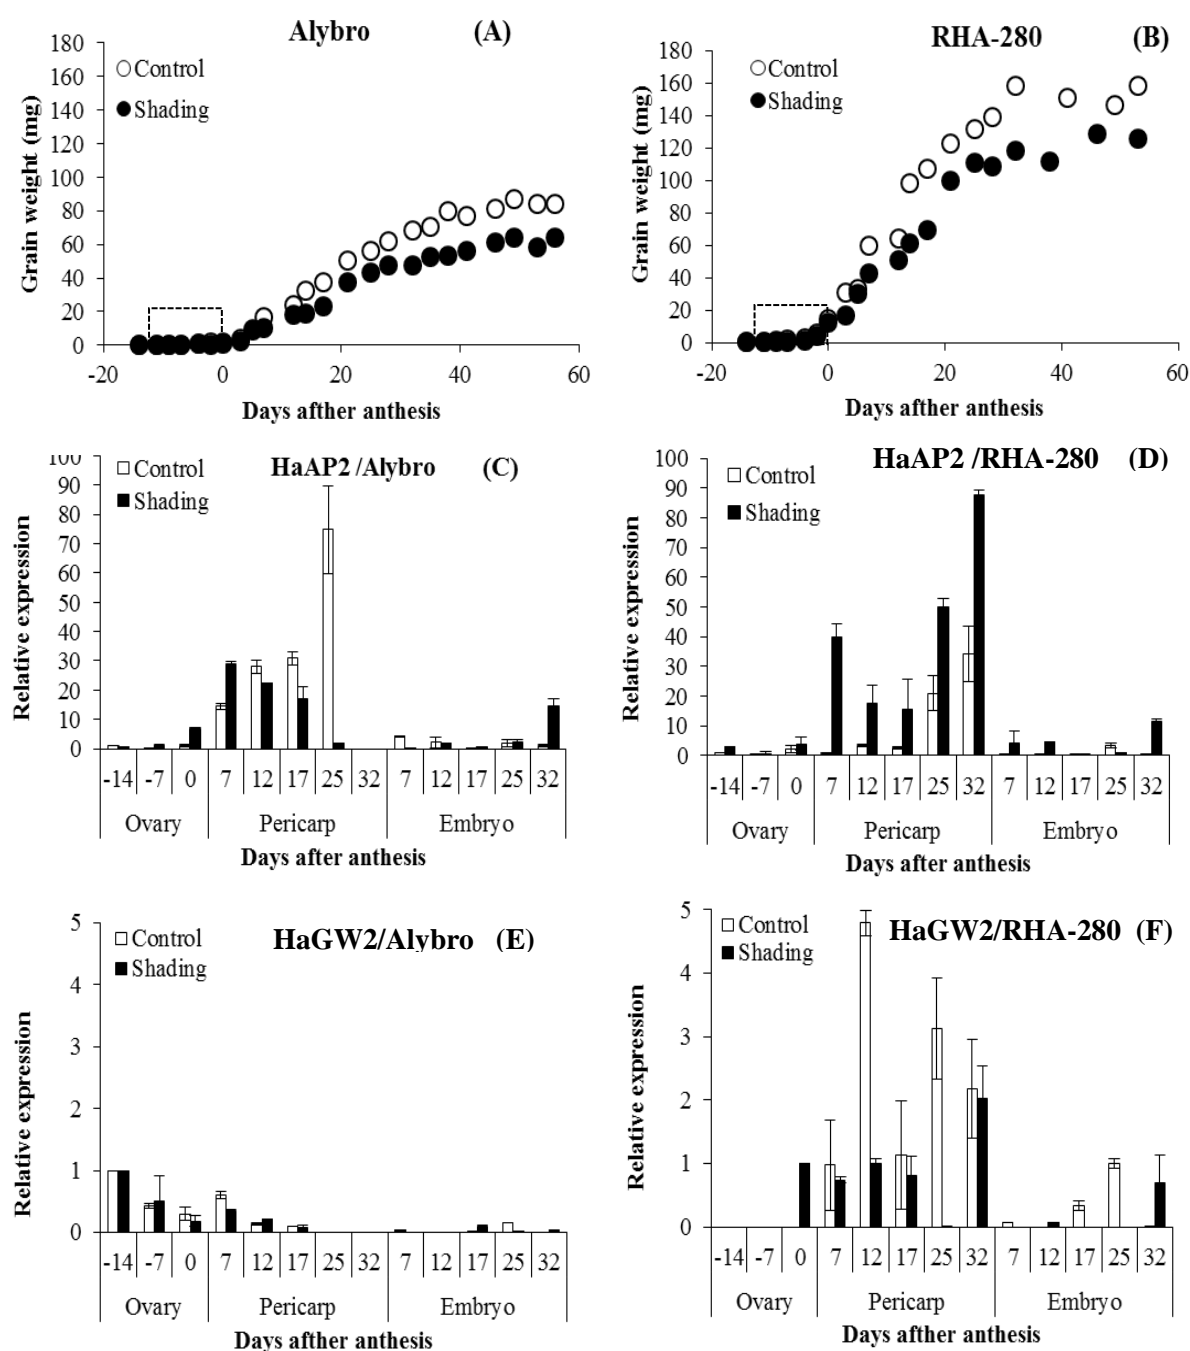 Alybro (A)
180
160
140
120
100
80
60
40
20
0
Control
Shading
Grain weight (mg)
-20 0 20 40 60
Days afther anthesis
RHA-280 (B)
180
160
140
120
100
80
60
40
20
0
Control
Shading
Grain weight (mg)
-20 0 20 40 60
Days afther anthesis
HaAP2 /Alybro (C)
100
90
80
70
60
50
40
30
20
10
0
Control
Shading
Relative expression
-14 -7 0 7 12 17 25 32 7 12 17 25 32
Ovary Pericarp Embryo
Days after anthesis
HaAP2 /RHA-280 (D)
100
90
80
70
60
50
40
30
20
10
0
Control
Shading
Relative expression
-14 -7 0 7 12 17 25 32 7 12 17 25 32
Ovary Pericarp Embryo
Days after anthesis
HaGW2/Alybro (E)
5
4
3
2
1
0
Control
Shading
Relative expression
-14 -7 0 7 12 17 25 32 7 12 17 25 32
Ovary Pericarp Embryo
Days afther anthesis
HaGW2/RHA-280 (F)
5
4
3
2
1
0
Control
Shading
Relative expression
-14 -7 0 7 12 17 25 32 7 12 17 25 32
Ovary Pericarp Embryo
Days afther anthesis